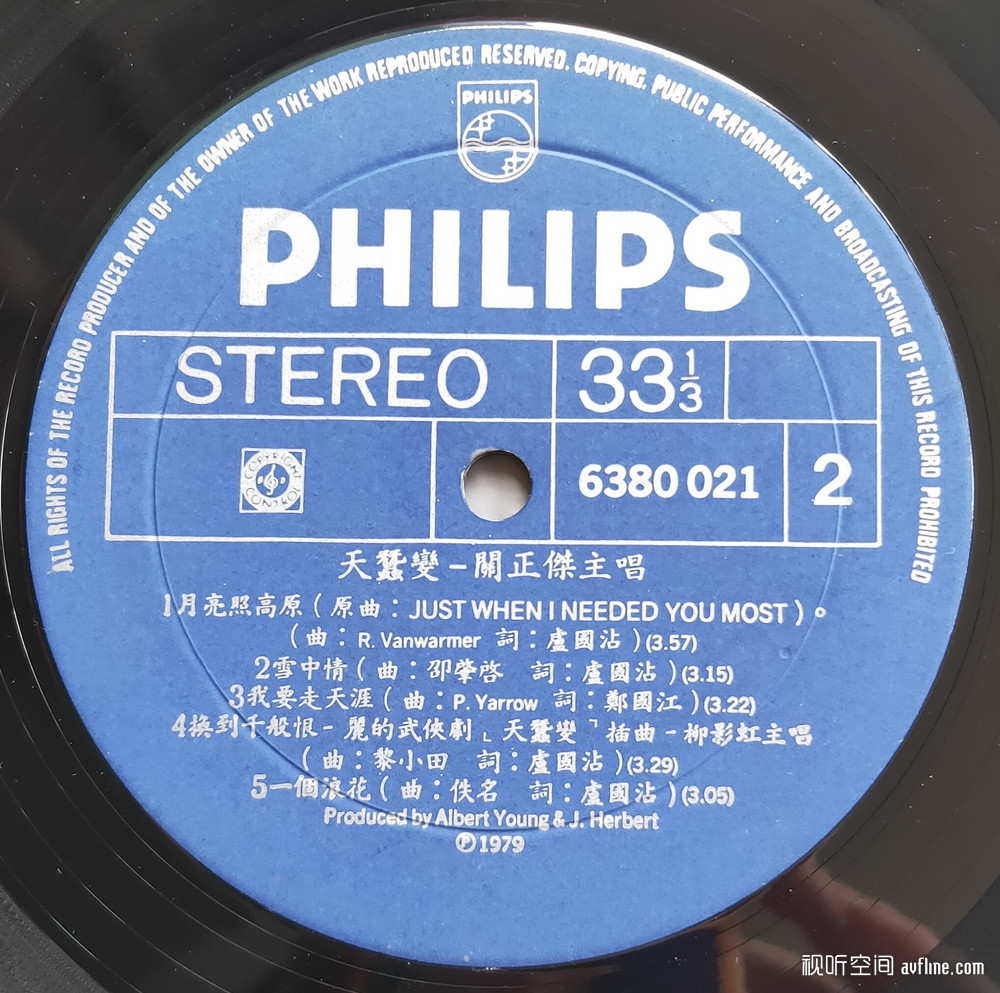 ALL RIGHTS OF THE RECORD PRODUCER AND OF THE OWNER OF THE WORK REPRODUCED RESERVED. COPYING, PUBLIC PERFORMANCE AND BROADCASTING OF THIS RECORD PROHIBITED
PHILIPS
PHILIPS
STEREO 33 1/3
COPYRIGHT CONTROL 6380 021 2
天蠶變-關正傑主唱
1月亮照高原(原曲:JUST WHEN I NEEDED YOU MOST)。
(曲:R. Vanwarmer 詞:盧國沾)(3.57)
2雪中情(曲:邵肇啓 詞:盧國沾)(3.15)
3我要走天涯(曲:P. Yarrow 詞:鄭國江)(3.22)
4換到千般恨-麗的武俠劇「天蠶變」插曲-柳影虹主唱
(曲:黎小田 詞:盧國沾)(3.29)
5一個浪花(曲:佚名 詞:盧國沾)(3.05)
Produced by Albert Young & J. Herbert
℗1979
视听空间 avfline.com